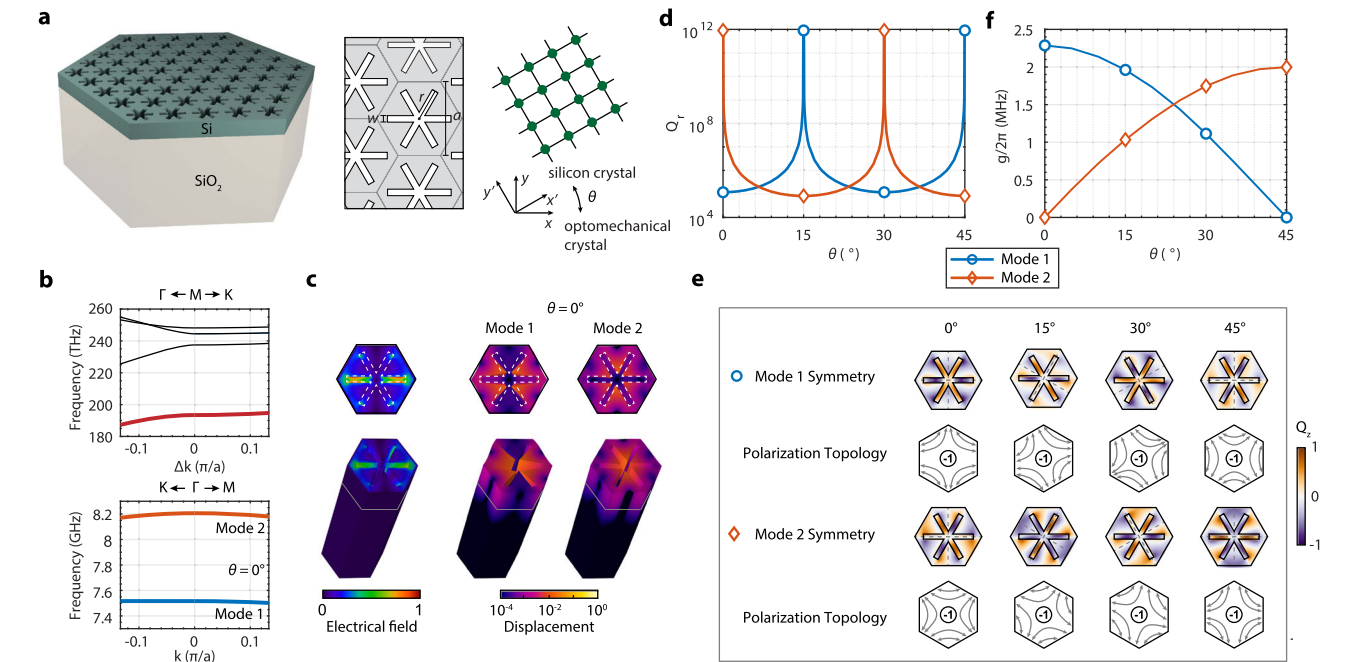 a
Si
SiO2
r
w
a
silicon crystal
y' y x' θ
x
optomechanical
crystal
b
Γ ← M → K
Frequency (THz)
260
240
220
200
180
-0.1 0 0.1
Δk (π/a)
K ← Γ → M
Frequency (GHz)
8.2
8
7.8
7.6
7.4
Mode 2
θ = 0°
Mode 1
-0.1 0 0.1
k (π/a)
c
θ = 0°
Mode 1 Mode 2
0 1
Electrical field
10^-4 10^-2 10^0
Displacement
d
Q_r
10^12
10^8
10^4
0 15 30 45
θ ( °)
f
g/2π (MHz)
2.5
2
1.5
1
0.5
0
0 15 30 45
θ ( °)
Mode 1
Mode 2
e
0° 15° 30° 45°
Mode 1 Symmetry
Polarization Topology
-1 -1 -1 -1
Mode 2 Symmetry
Polarization Topology
-1 -1 -1 -1
Q_z
1
0
-1